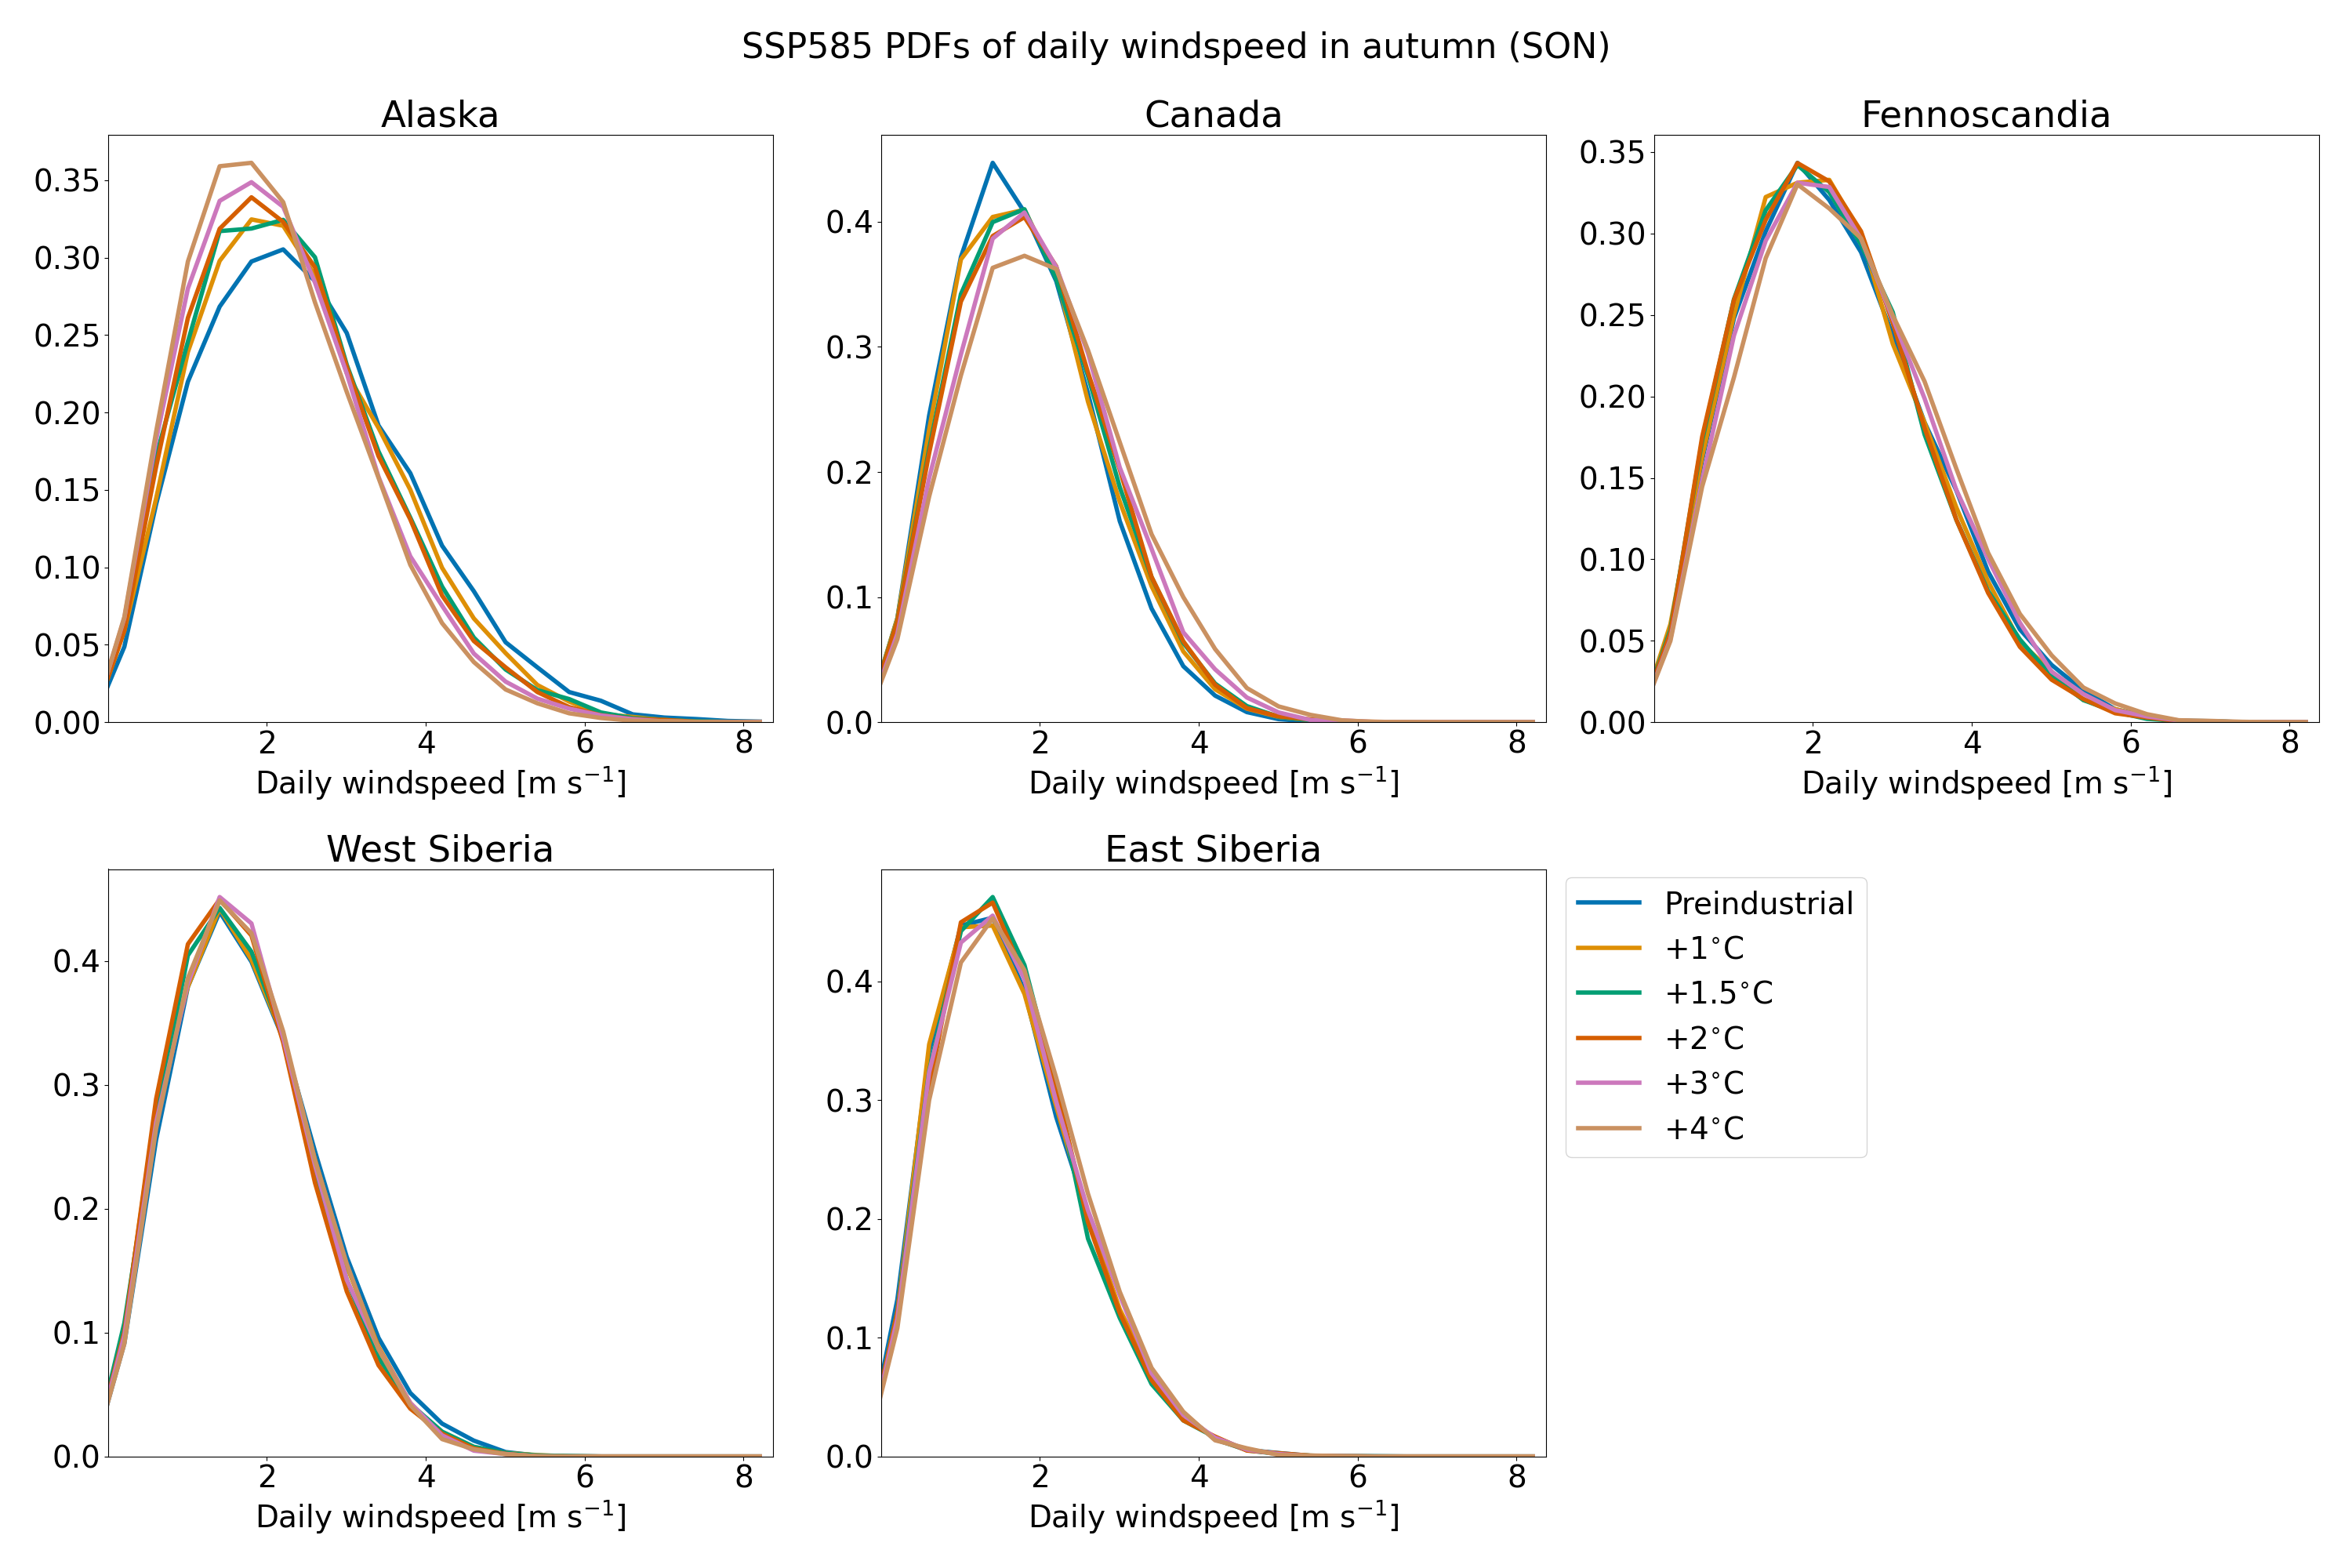 SSP585 PDFs of daily windspeed in autumn (SON)
Alaska
0.35
0.30
0.25
0.20
0.15
0.10
0.05
0.00
2 4 6 8
Daily windspeed [m s⁻¹]
Canada
0.4
0.3
0.2
0.1
0.0
2 4 6 8
Daily windspeed [m s⁻¹]
Fennoscandia
0.35
0.30
0.25
0.20
0.15
0.10
0.05
0.00
2 4 6 8
Daily windspeed [m s⁻¹]
West Siberia
0.4
0.3
0.2
0.1
0.0
2 4 6 8
Daily windspeed [m s⁻¹]
East Siberia
0.4
0.3
0.2
0.1
0.0
2 4 6 8
Daily windspeed [m s⁻¹]
Preindustrial
+1°C
+1.5°C
+2°C
+3°C
+4°C